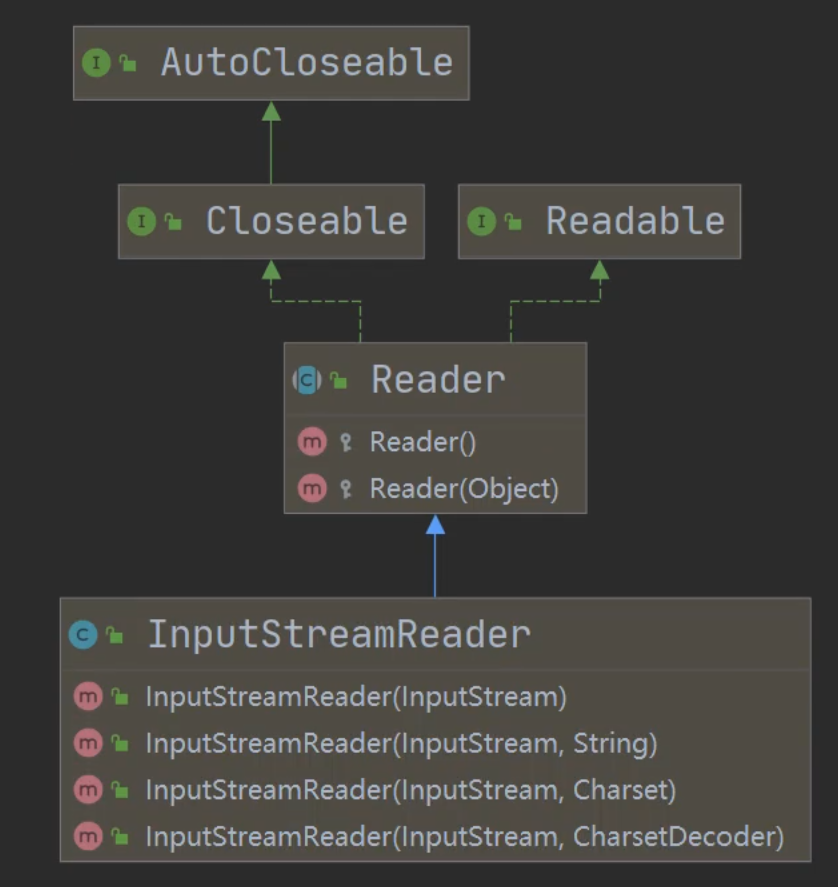 I AutoCloseable
I Closeable
I Readable
C Reader
m Reader()
m Reader(Object)
C InputStreamReader
m InputStreamReader(InputStream)
m InputStreamReader(InputStream, String)
m InputStreamReader(InputStream, Charset)
m InputStreamReader(InputStream, CharsetDecoder)